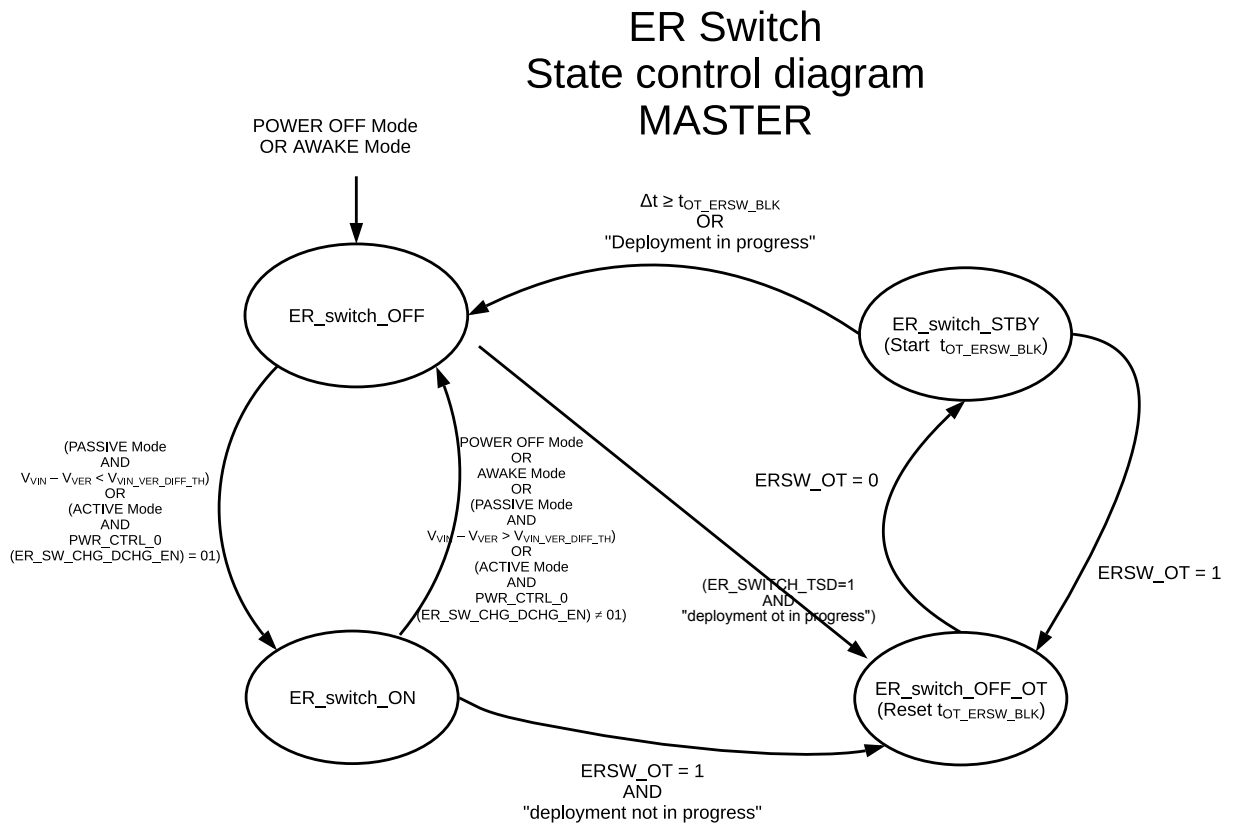 ER Switch
State control diagram
MASTER
POWER OFF Mode
OR AWAKE Mode
Δt ≥ tOT_ERSW_BLK
OR
"Deployment in progress"
ER_switch_OFF
ER_switch_STBY
(Start tOT_ERSW_BLK)
(PASSIVE Mode
AND
VVIN – VVER < VVIN_VER_DIFF_TH)
OR
(ACTIVE Mode
AND
PWR_CTRL_0
(ER_SW_CHG_DCHG_EN) = 01)
POWER OFF Mode
OR
AWAKE Mode
OR
(PASSIVE Mode
AND
VVIN – VVER > VVIN_VER_DIFF_TH)
OR
(ACTIVE Mode
AND
PWR_CTRL_0
(ER_SW_CHG_DCHG_EN) ≠ 01)
ERSW_OT = 0
ERSW_OT = 1
(ER_SWITCH_TSD=1
AND
"deployment ot in progress")
ER_switch_ON
ER_switch_OFF_OT
(Reset tOT_ERSW_BLK)
ERSW_OT = 1
AND
"deployment not in progress"